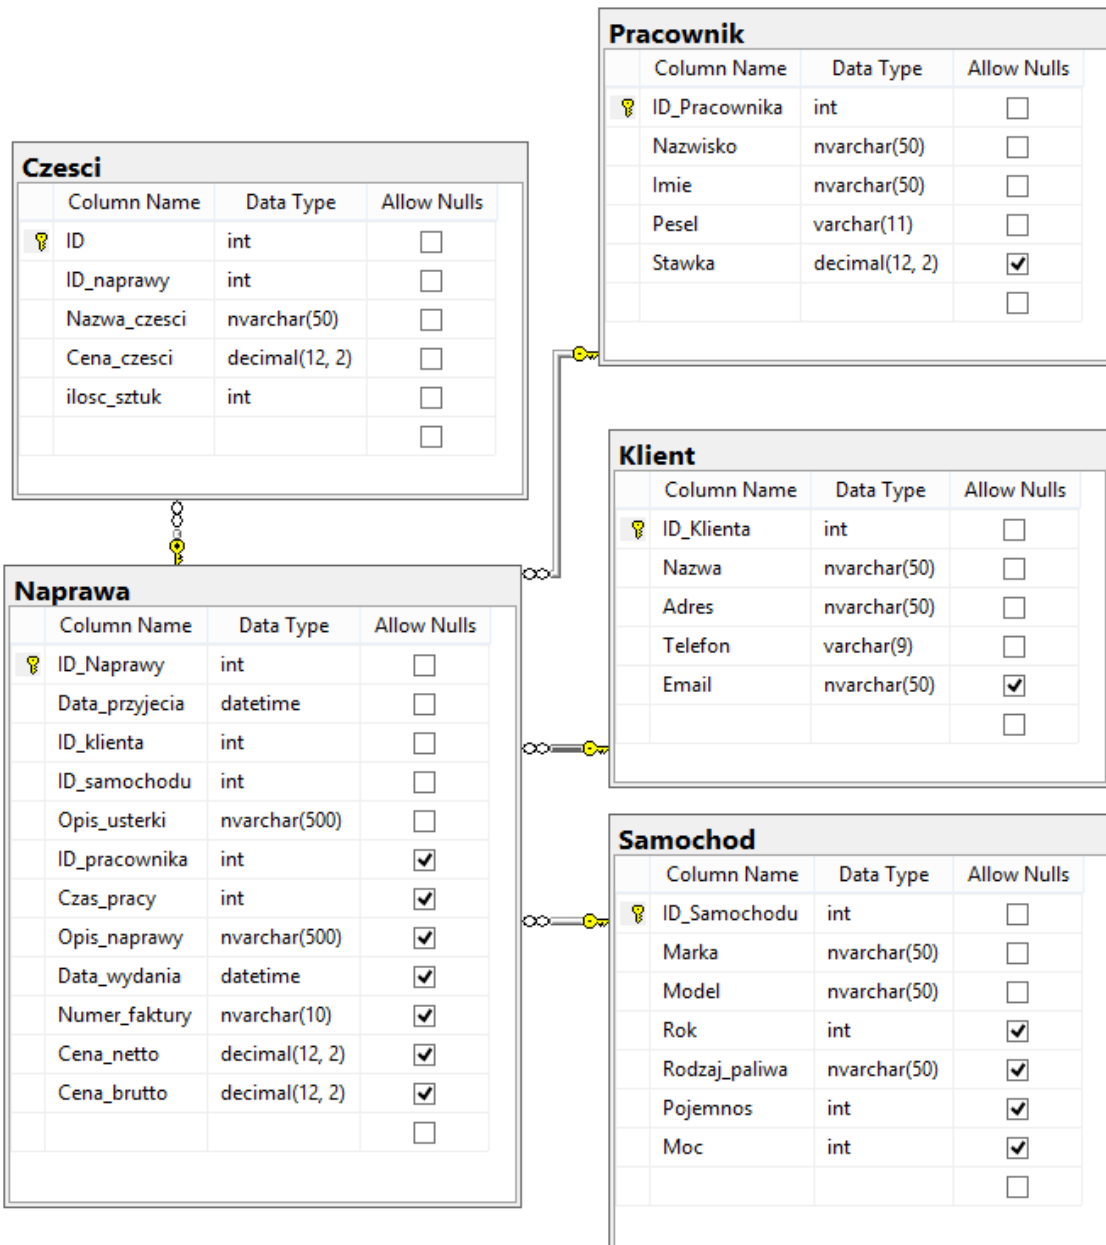 Pracownik
Column Name Data Type Allow Nulls
ID_Pracownika int
Nazwisko nvarchar(50)
Imie nvarchar(50)
Pesel varchar(11)
Stawka decimal(12, 2)
Czesci
Column Name Data Type Allow Nulls
ID int
ID_naprawy int
Nazwa_czesci nvarchar(50)
Cena_czesci decimal(12, 2)
ilosc_sztuk int
Klient
Column Name Data Type Allow Nulls
ID_Klienta int
Nazwa nvarchar(50)
Adres nvarchar(50)
Telefon varchar(9)
Email nvarchar(50)
Naprawa
Column Name Data Type Allow Nulls
ID_Naprawy int
Data_przyjecia datetime
ID_klienta int
ID_samochodu int
Opis_usterki nvarchar(500)
ID_pracownika int
Czas_pracy int
Opis_naprawy nvarchar(500)
Data_wydania datetime
Numer_faktury nvarchar(10)
Cena_netto decimal(12, 2)
Cena_brutto decimal(12, 2)
Samochod
Column Name Data Type Allow Nulls
ID_Samochodu int
Marka nvarchar(50)
Model nvarchar(50)
Rok int
Rodzaj_paliwa nvarchar(50)
Pojemnos int
Moc int